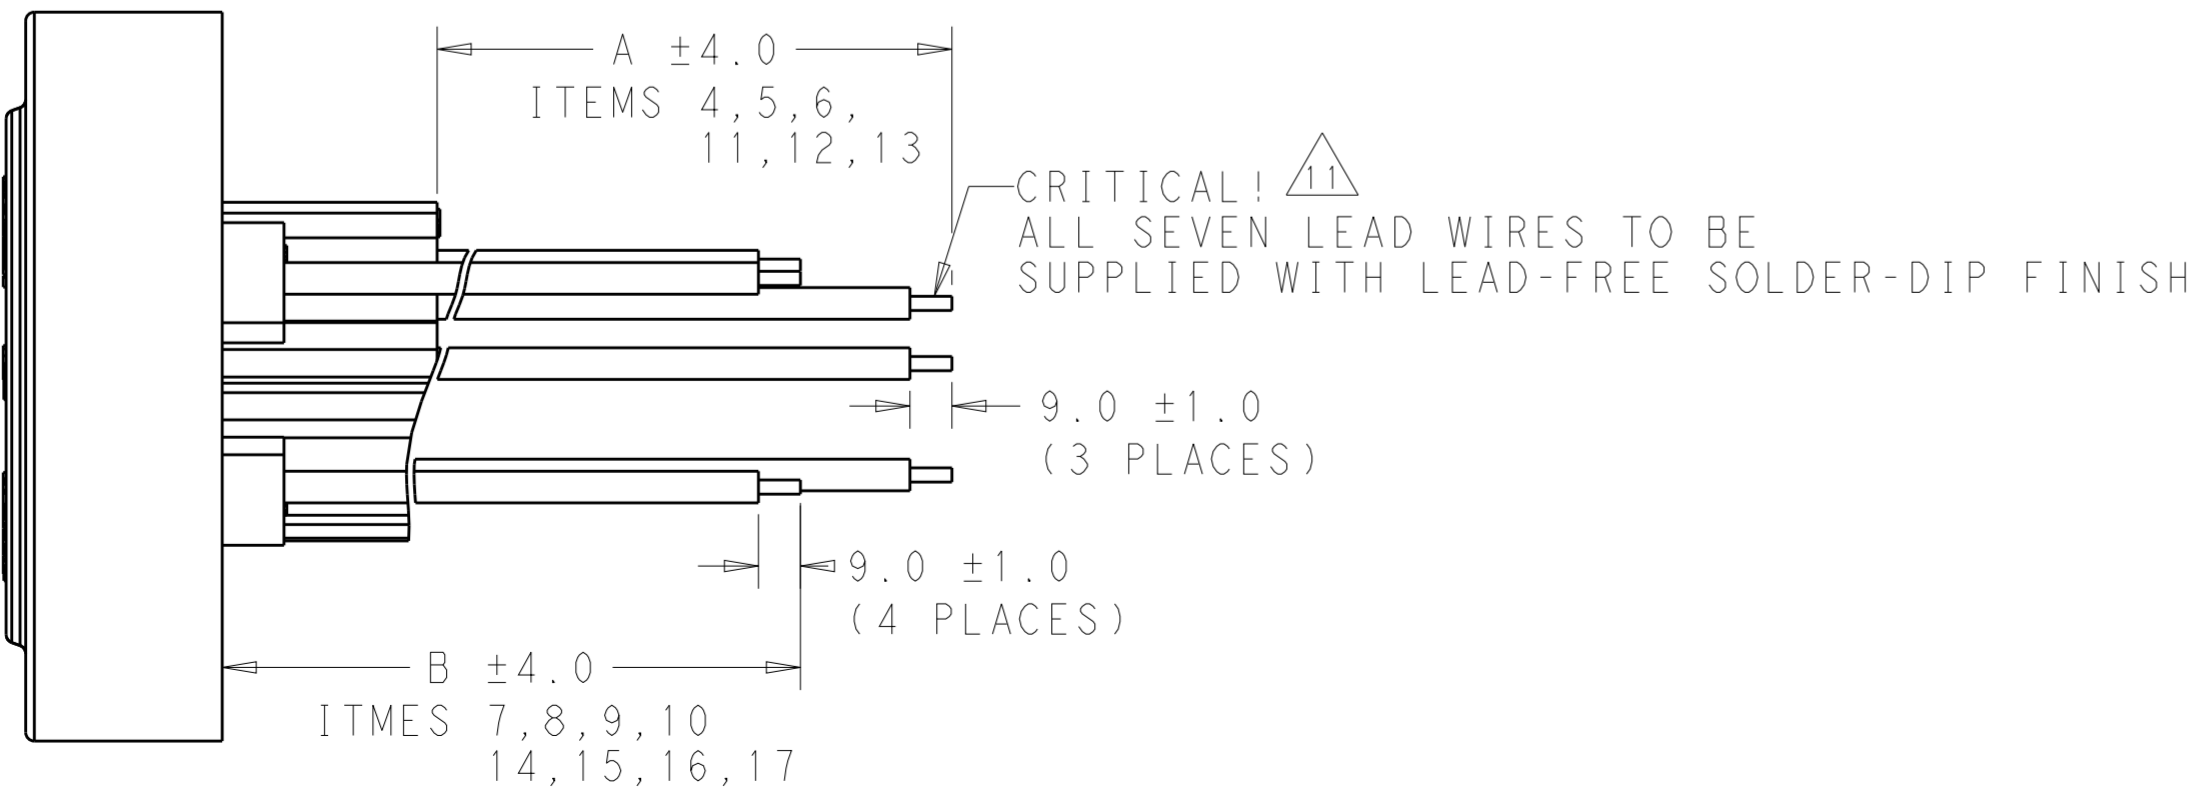 A ±4.0
ITEMS 4,5,6,
11,12,13
CRITICAL! 11
ALL SEVEN LEAD WIRES TO BE
SUPPLIED WITH LEAD-FREE SOLDER-DIP FINISH
9.0 ±1.0
(3 PLACES)
9.0 ±1.0
(4 PLACES)
B ±4.0
ITMES 7,8,9,10
14,15,16,17